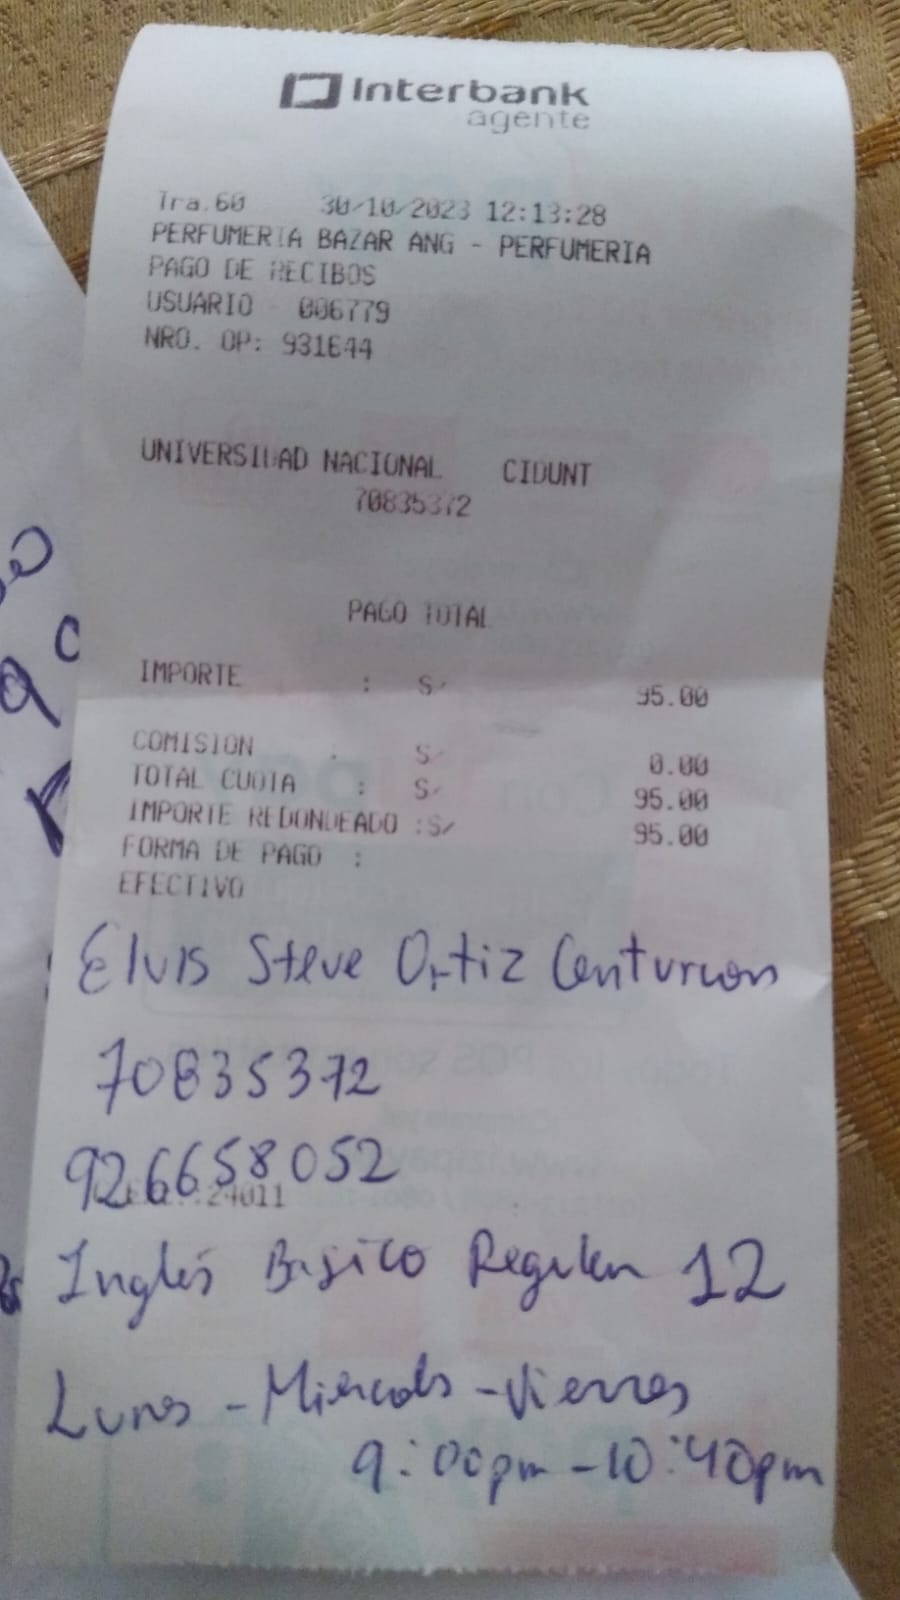 Interbank
agente
Tra.60 30/10/2023 12:13:28
PERFUMERIA BAZAR ANG - PERFUMERIA
PAGO DE RECIBOS
USUARIO - 006779
NRO. OP: 931644
UNIVERSIDAD NACIONAL CIDUNT
70835372
PAGO TOTAL
IMPORTE : S/ 95.00
COMISION : S/ 0.00
TOTAL CUOTA : S/ 95.00
IMPORTE REDONDEADO :S/ 95.00
FORMA DE PAGO :
EFECTIVO
Elvis Steve Ortiz Centurion
70835372
926658052
24011
Inglés Basico Regular 12
Lunes - Miercoles - Viernes
9:00pm - 10:40pm